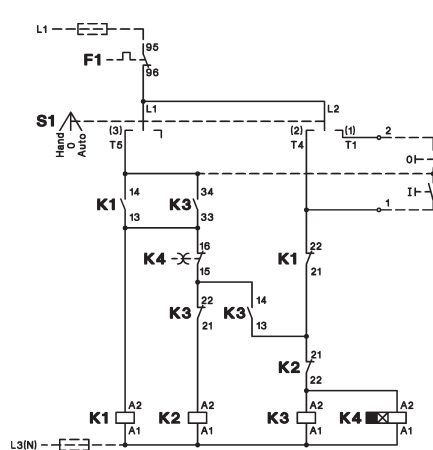 L1
95
F1
96
L1 L2
S1
Hand 0 Auto
(3) (2) (1) 2
T5 T4 T1
0
I
1
14 34
K1 K3
13 33
16 22
K4 K1
15 21
22 14
K3 K3
21 13
21
K2
22
A2 A2 A2 A2
K1 K2 K3 K4
A1 A1 A1 A1
L3(N)